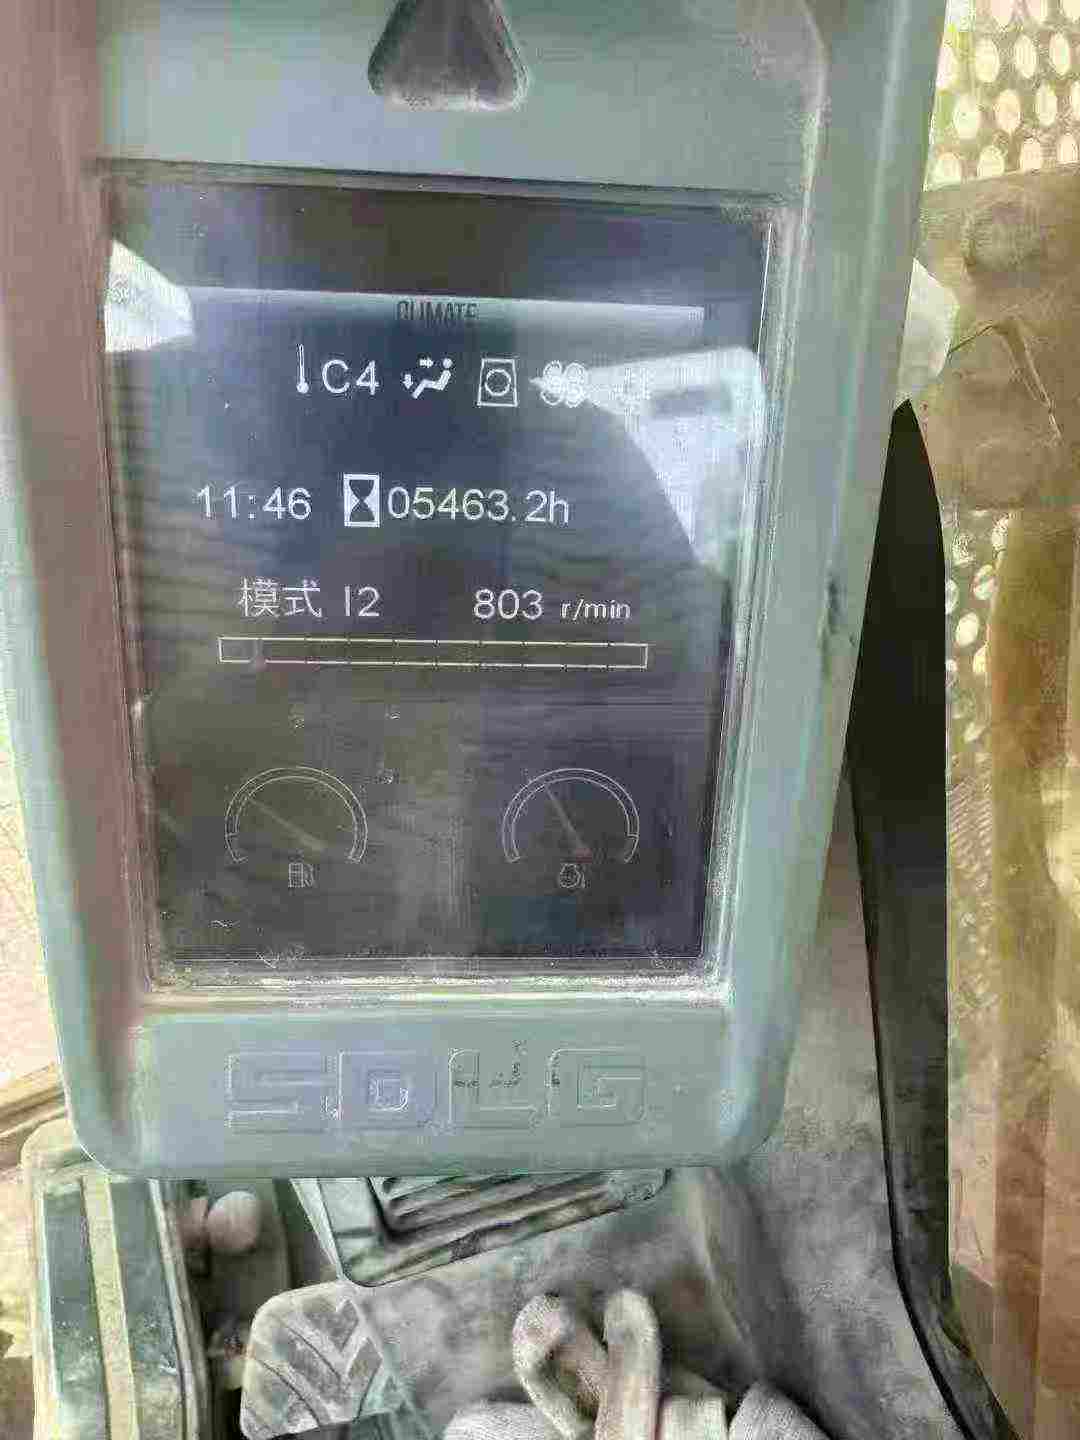 CLIMATE
C4
11:46 05463.2h
模式 I2 803 r/min
SDLG